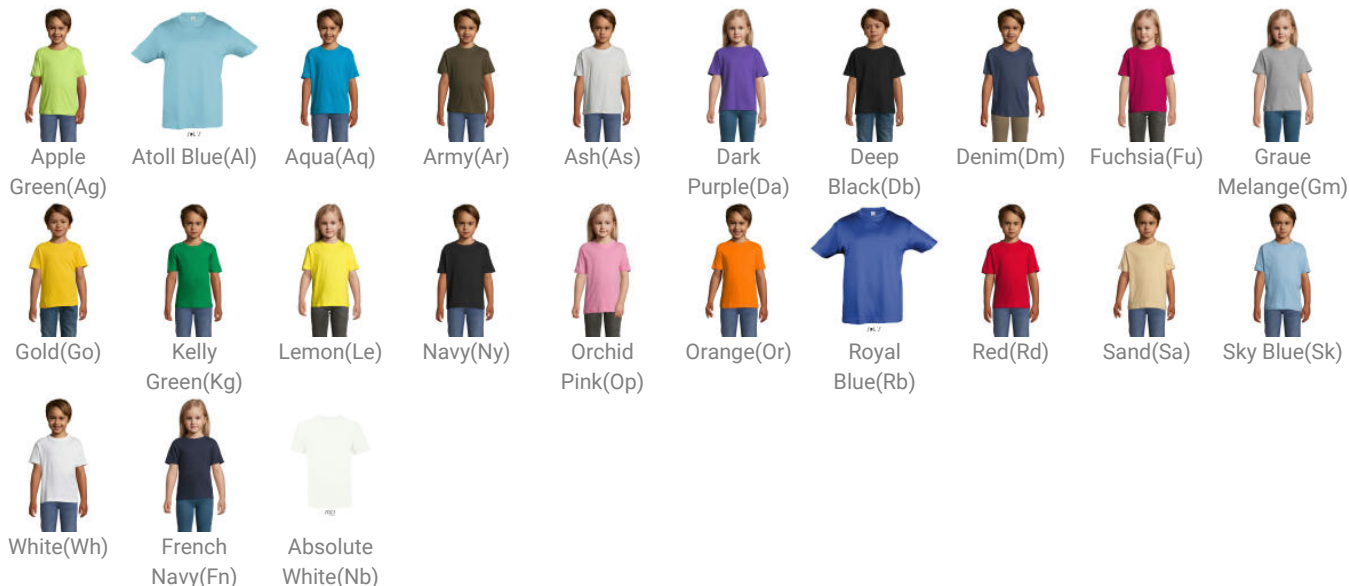 Apple
Green(Ag)
Atoll Blue(Al)
Aqua(Aq)
Army(Ar)
Ash(As)
Dark
Purple(Da)
Deep
Black(Db)
Denim(Dm)
Fuchsia(Fu)
Graue
Melange(Gm)
Gold(Go)
Kelly
Green(Kg)
Lemon(Le)
Navy(Ny)
Orchid
Pink(Op)
Orange(Or)
Royal
Blue(Rb)
Red(Rd)
Sand(Sa)
Sky Blue(Sk)
White(Wh)
French
Navy(Fn)
Absolute
White(Nb)